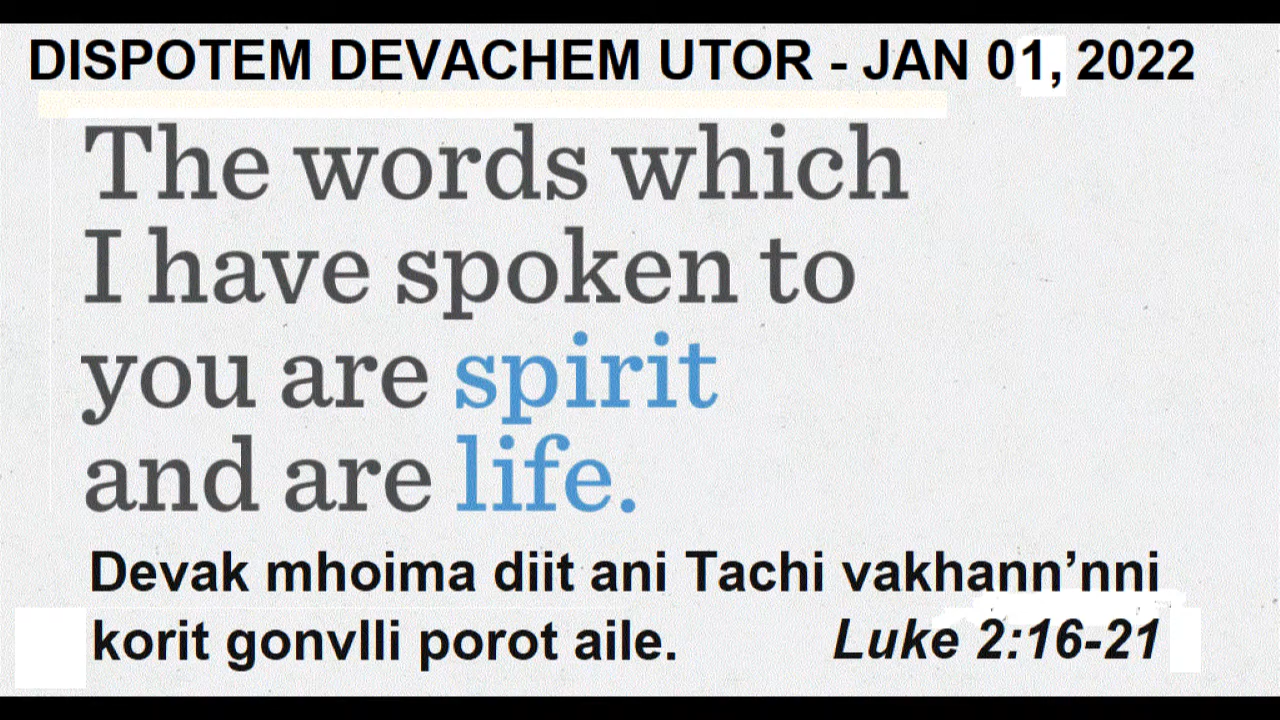 DISPOTEM DEVACHEM UTOR - JAN 01, 2022
The words which
I have spoken to
you are spirit
and are life.
Devak mhoima diit ani Tachi vakhann’nni
korit gonvlli porot aile. Luke 2:16-21